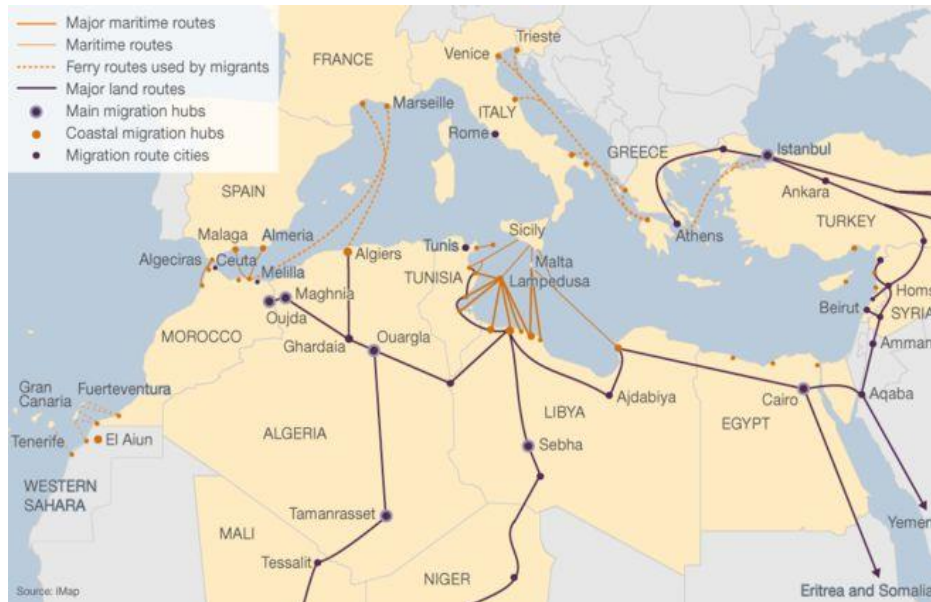 Major maritime routes
Maritime routes
Ferry routes used by migrants
Major land routes
Main migration hubs
Coastal migration hubs
Migration route cities
FRANCE
Trieste
Venice
Marseille
ITALY
Rome
GREECE
Istanbul
SPAIN
Ankara
TURKEY
Malaga
Almeria
Algeciras
Ceuta
Melilla
Algiers
Tunis
Sicily
Athens
Malta
TUNISIA
Lampedusa
Maghnia
Oujda
Homs
Beirut
SYRIA
MOROCCO
Ghardaia
Ouargla
Amman
Gran
Canaria
Fuerteventura
Ajdabiya
Cairo
Aqaba
LIBYA
EGYPT
Tenerife
El Aiun
ALGERIA
Sebha
WESTERN
SAHARA
Tamanrasset
Yemen
MALI
Tessalit
NIGER
Source: IMap
Eritrea and Somalia